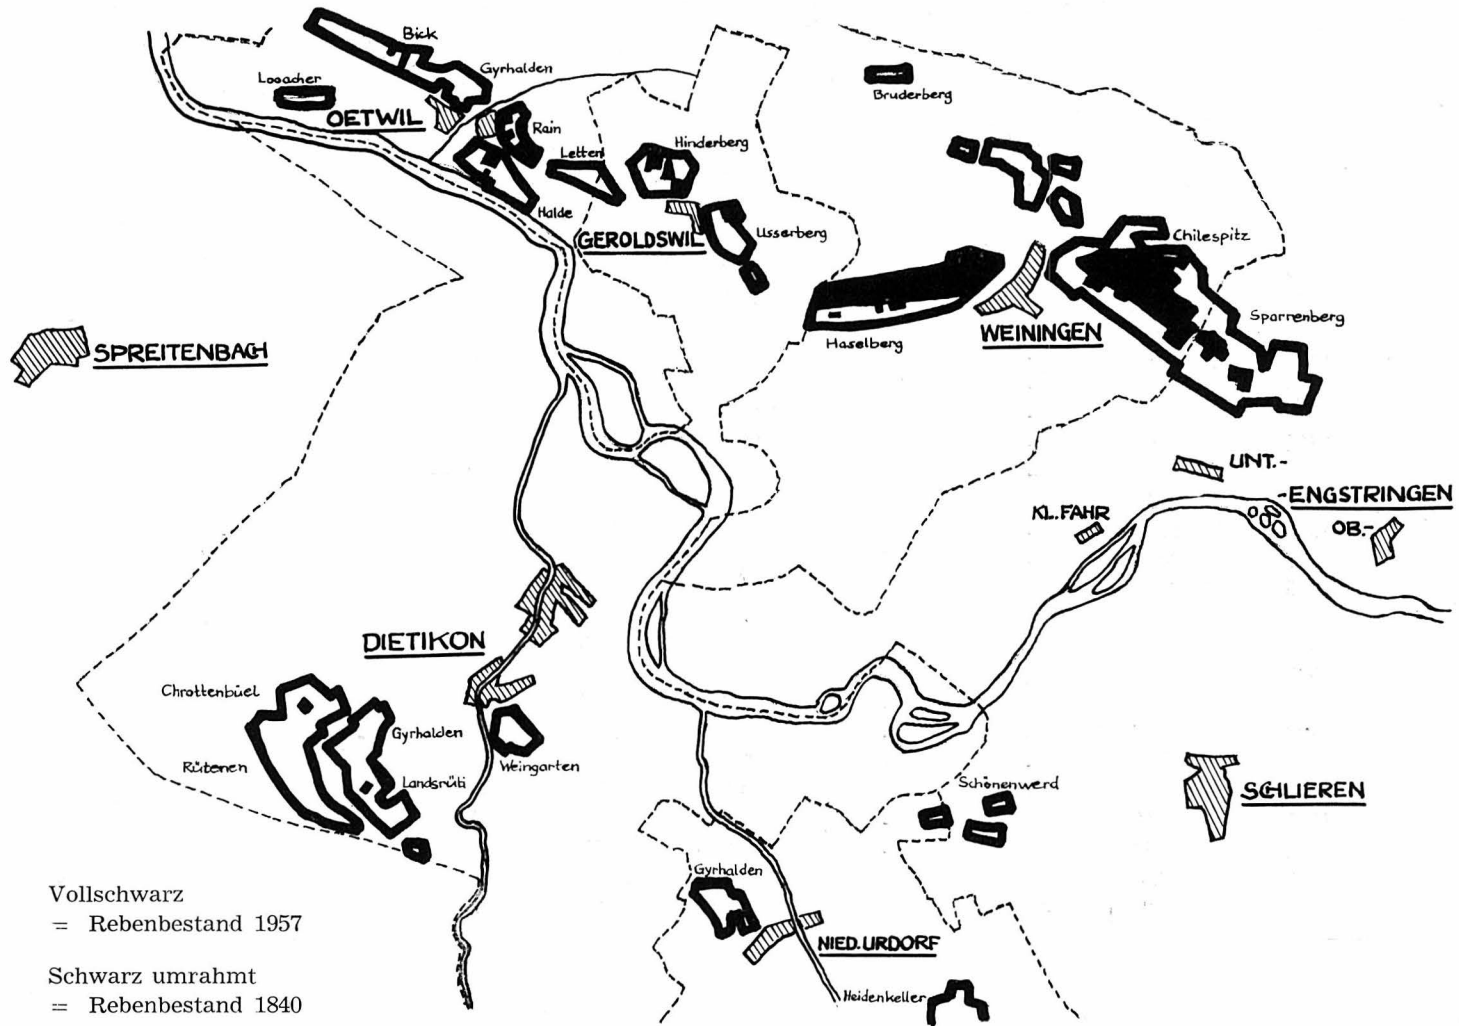 Bick
Looacher
Gyrhalden
OETWIL
Rain
Letten
Hinderberg
Bruderberg
Halde
GEROLDSWIL
Usserberg
Chilespitz
Haselberg
WEININGEN
Sparrenberg
SPREITENBACH
UNT.-
-ENGSTRINGEN
KL. FAHR
OB.-
DIETIKON
Chrottenbüel
Gyrhalden
Rütenen
Landsrüti
Weingarten
Schönenwerd
SCHLIEREN
Gyrhalden
NIED. URDORF
Heidenkeller
Vollschwarz
= Rebenbestand 1957
Schwarz umrahmt
= Rebenbestand 1840